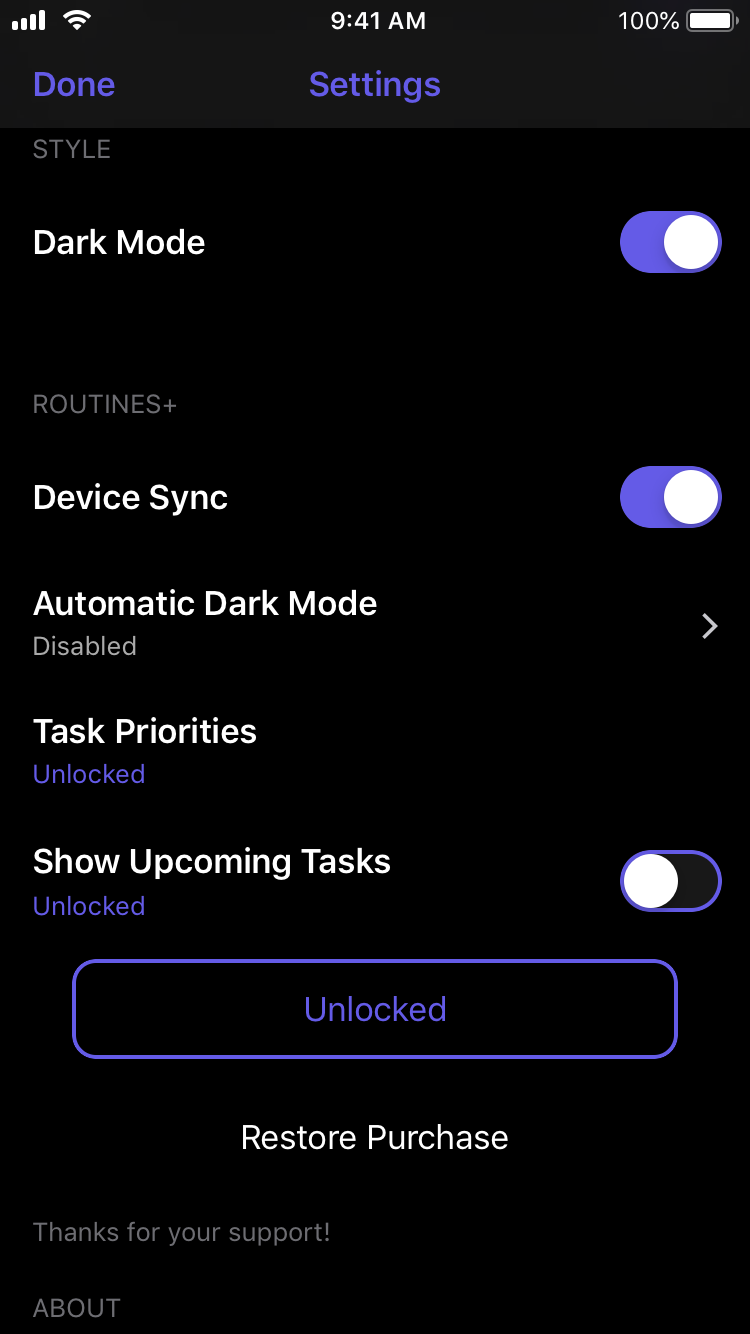 9:41 AM 100%
Done Settings
STYLE
Dark Mode
ROUTINES+
Device Sync
Automatic Dark Mode
Disabled
Task Priorities
Unlocked
Show Upcoming Tasks
Unlocked
Unlocked
Restore Purchase
Thanks for your support!
ABOUT